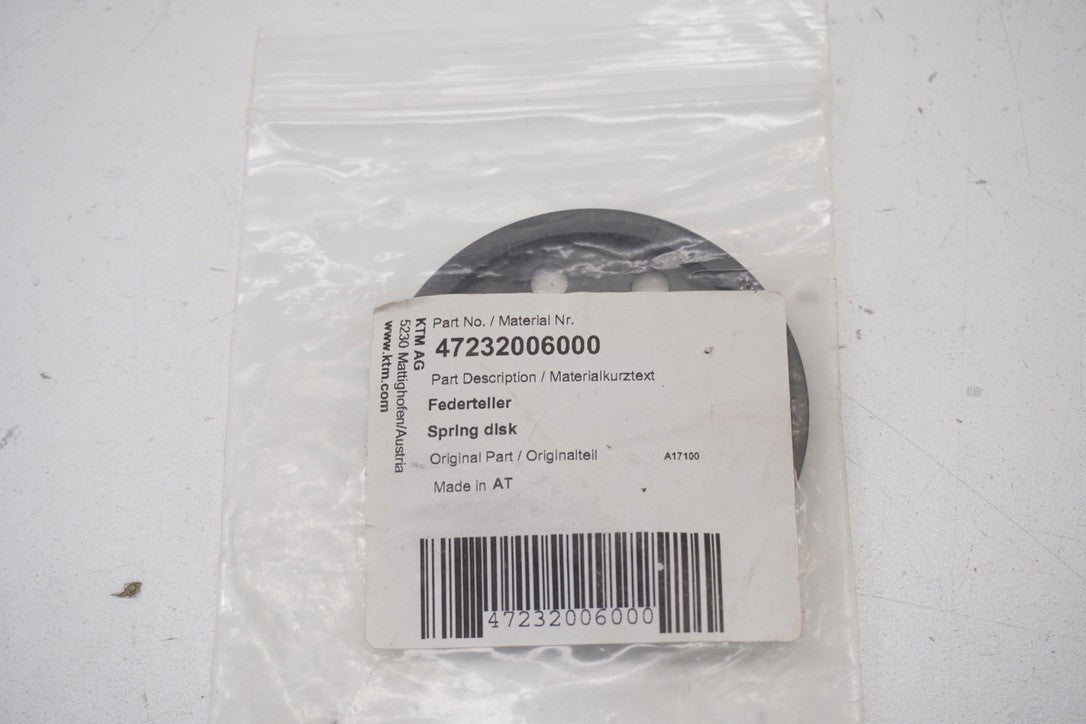 KTM AG
5230 Mattighofen/Austria
www.ktm.com
Part No. / Material Nr.
47232006000
Part Description / Materialkurztext
Federteller
Spring disk
Original Part / Originalteil A17100
Made in AT
47232006000